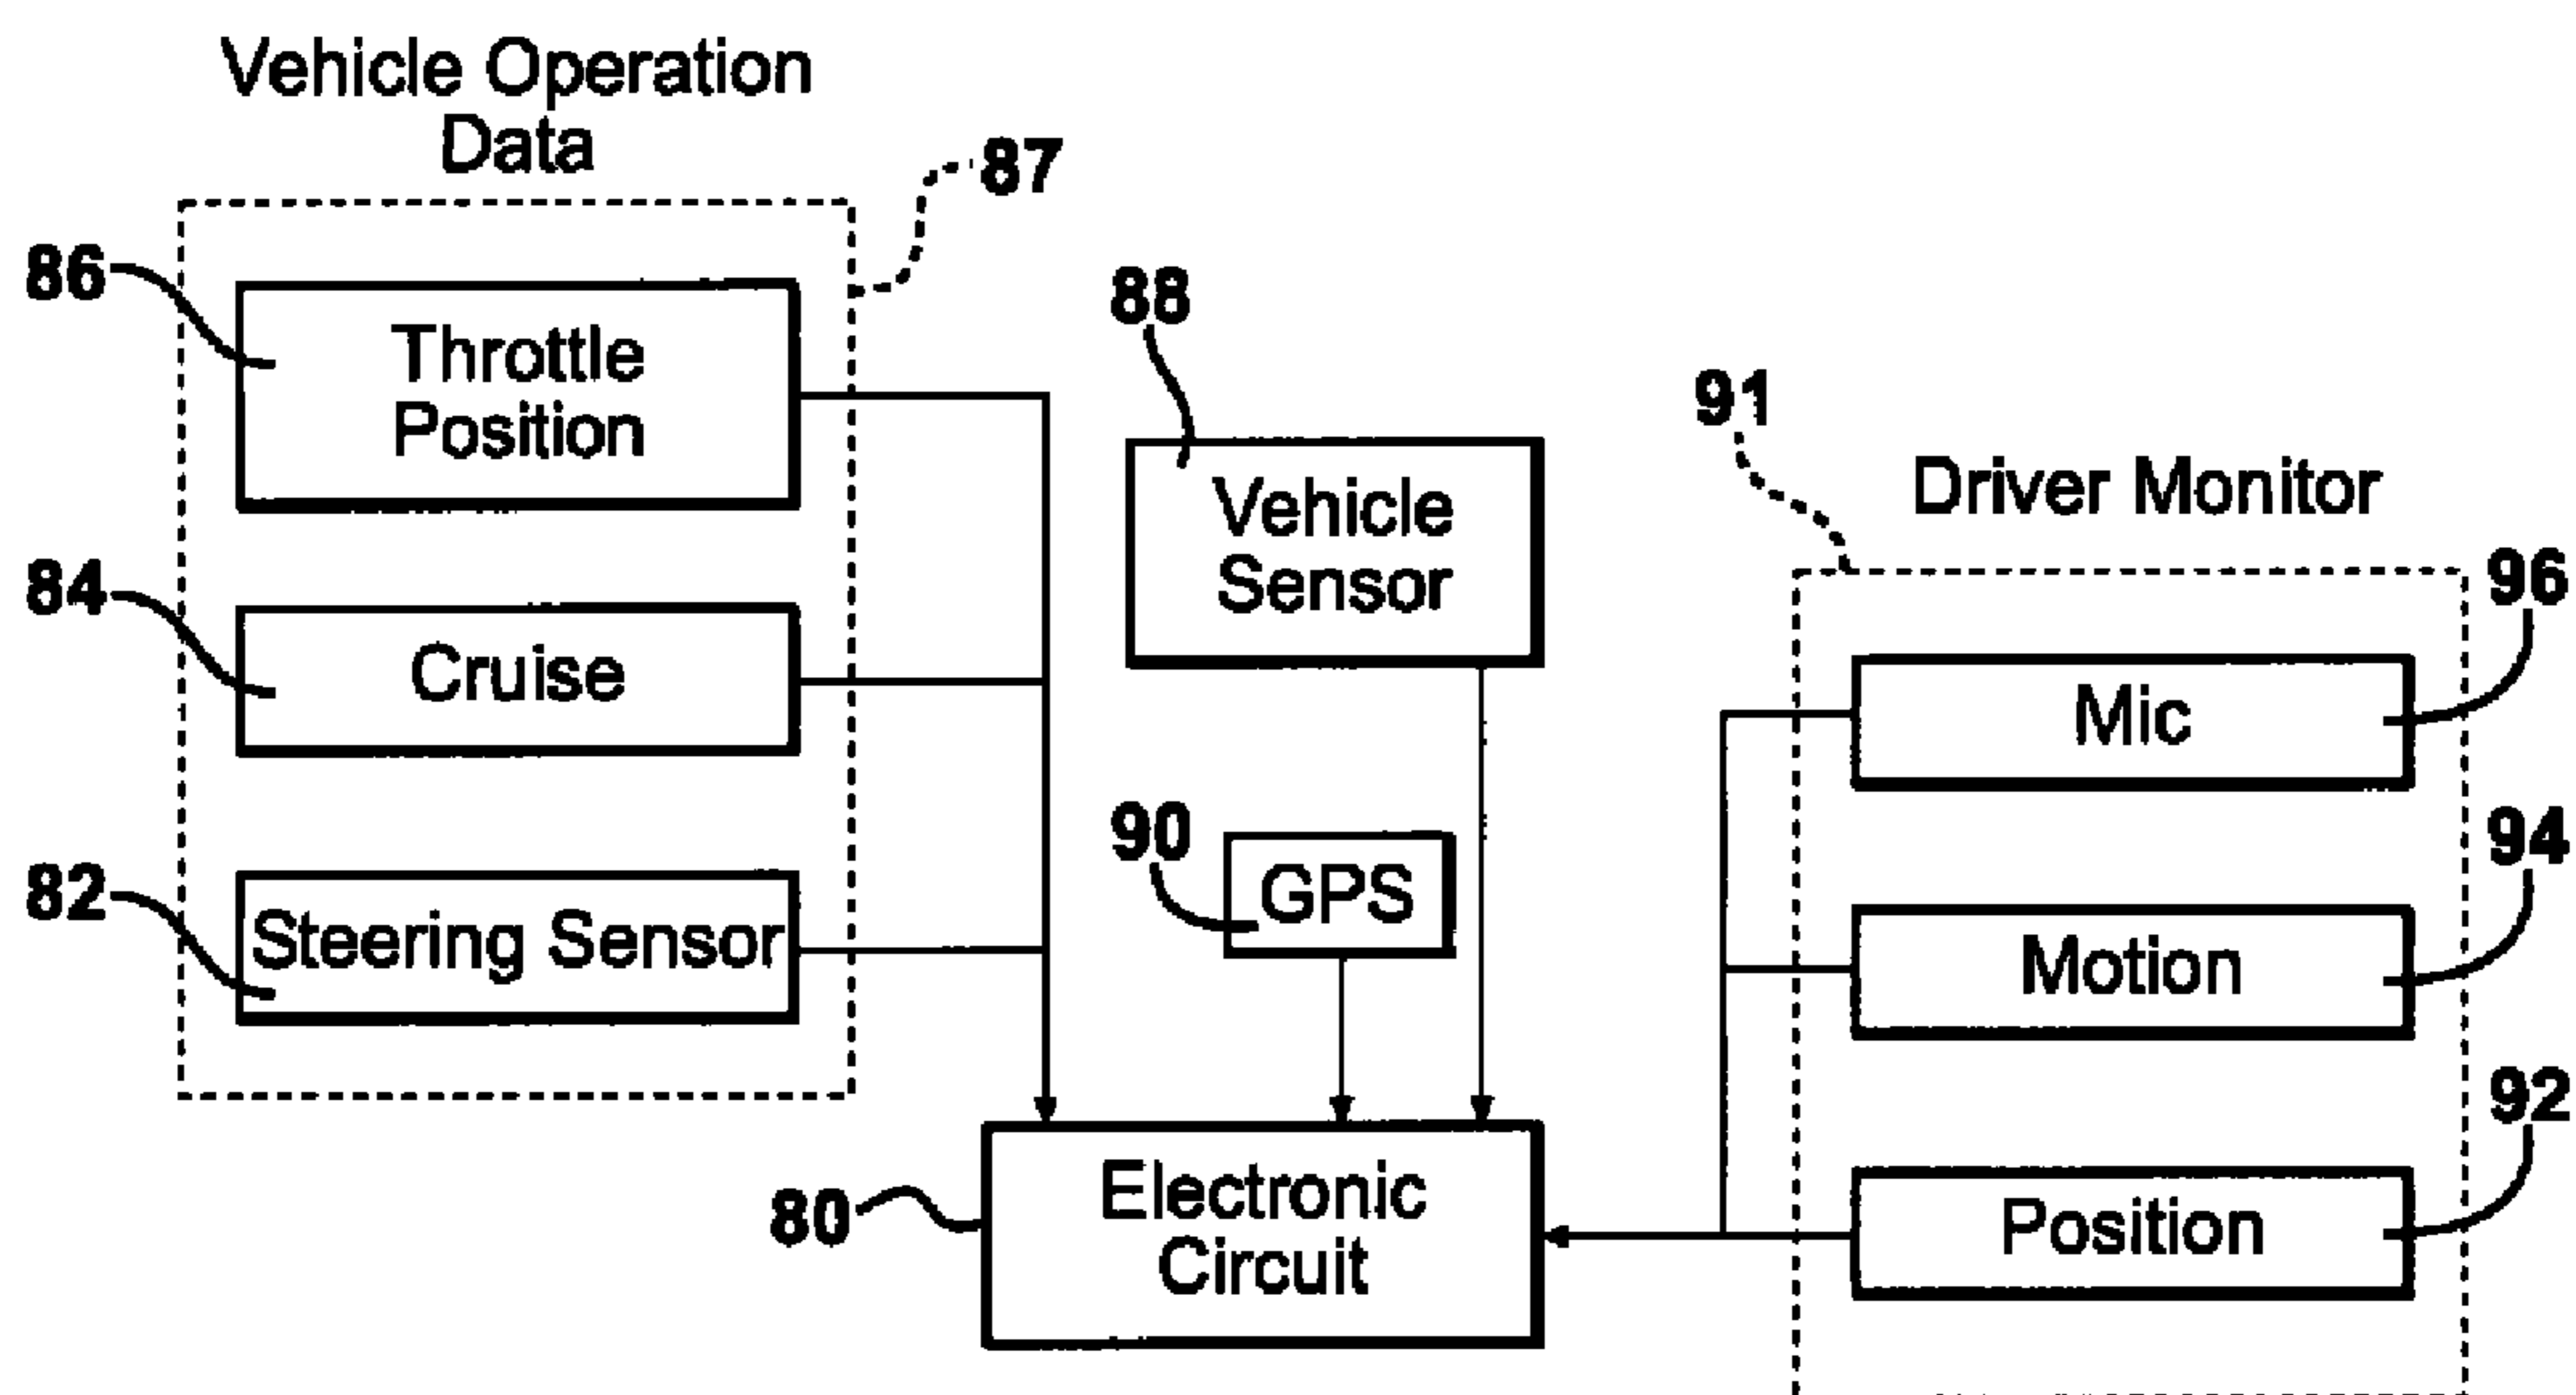 Vehicle Operation
Data
87
86
Throttle
Position
88
Vehicle
Sensor
91
Driver Monitor
84
Cruise
96
Mic
82
Steering Sensor
90
GPS
94
Motion
92
Position
80
Electronic
Circuit